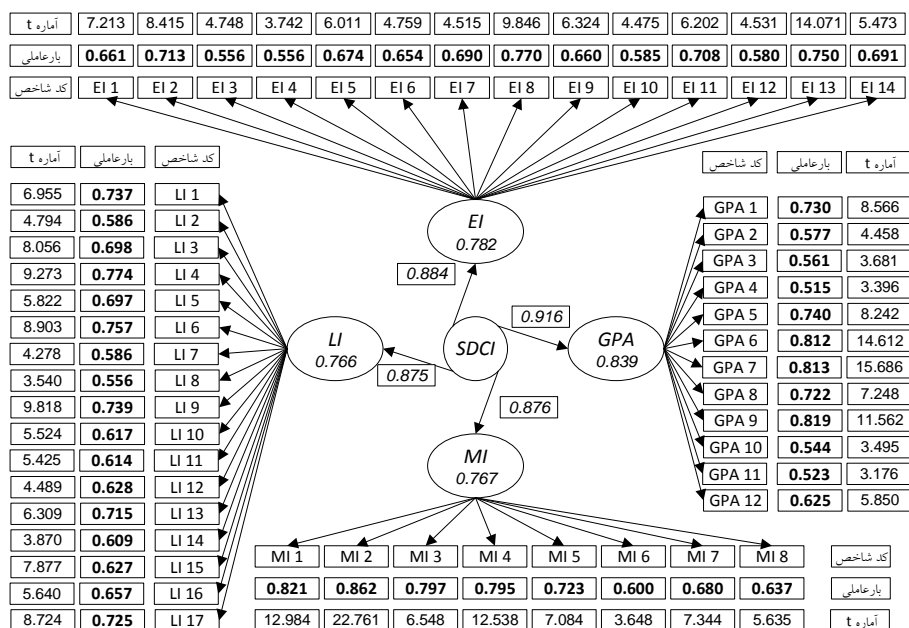 آماره t 7.213 8.415 4.748 3.742 6.011 4.759 4.515 9.846 6.324 4.475 6.202 4.531 14.071 5.473
بارعاملی 0.661 0.713 0.556 0.556 0.674 0.654 0.690 0.770 0.660 0.585 0.708 0.580 0.750 0.691
کد شاخص EI 1 EI 2 EI 3 EI 4 EI 5 EI 6 EI 7 EI 8 EI 9 EI 10 EI 11 EI 12 EI 13 EI 14
آماره t بارعاملی کد شاخص
6.955 0.737 LI 1
4.794 0.586 LI 2
8.056 0.698 LI 3
9.273 0.774 LI 4
5.822 0.697 LI 5
8.903 0.757 LI 6
4.278 0.586 LI 7
3.540 0.556 LI 8
9.818 0.739 LI 9
5.524 0.617 LI 10
5.425 0.614 LI 11
4.489 0.628 LI 12
6.309 0.715 LI 13
3.870 0.609 LI 14
7.877 0.627 LI 15
5.640 0.657 LI 16
8.724 0.725 LI 17
EI
0.782
0.884
0.916
LI
0.766
SDCI
GPA
0.839
0.875
0.876
MI
0.767
کد شاخص بارعاملی آماره t
GPA 1 0.730 8.566
GPA 2 0.577 4.458
GPA 3 0.561 3.681
GPA 4 0.515 3.396
GPA 5 0.740 8.242
GPA 6 0.812 14.612
GPA 7 0.813 15.686
GPA 8 0.722 7.248
GPA 9 0.819 11.562
GPA 10 0.544 3.495
GPA 11 0.523 3.176
GPA 12 0.625 5.850
MI 1 MI 2 MI 3 MI 4 MI 5 MI 6 MI 7 MI 8 کد شاخص
0.821 0.862 0.797 0.795 0.723 0.600 0.680 0.637 بارعاملی
12.984 22.761 6.548 12.538 7.084 3.648 7.344 5.635 آماره t